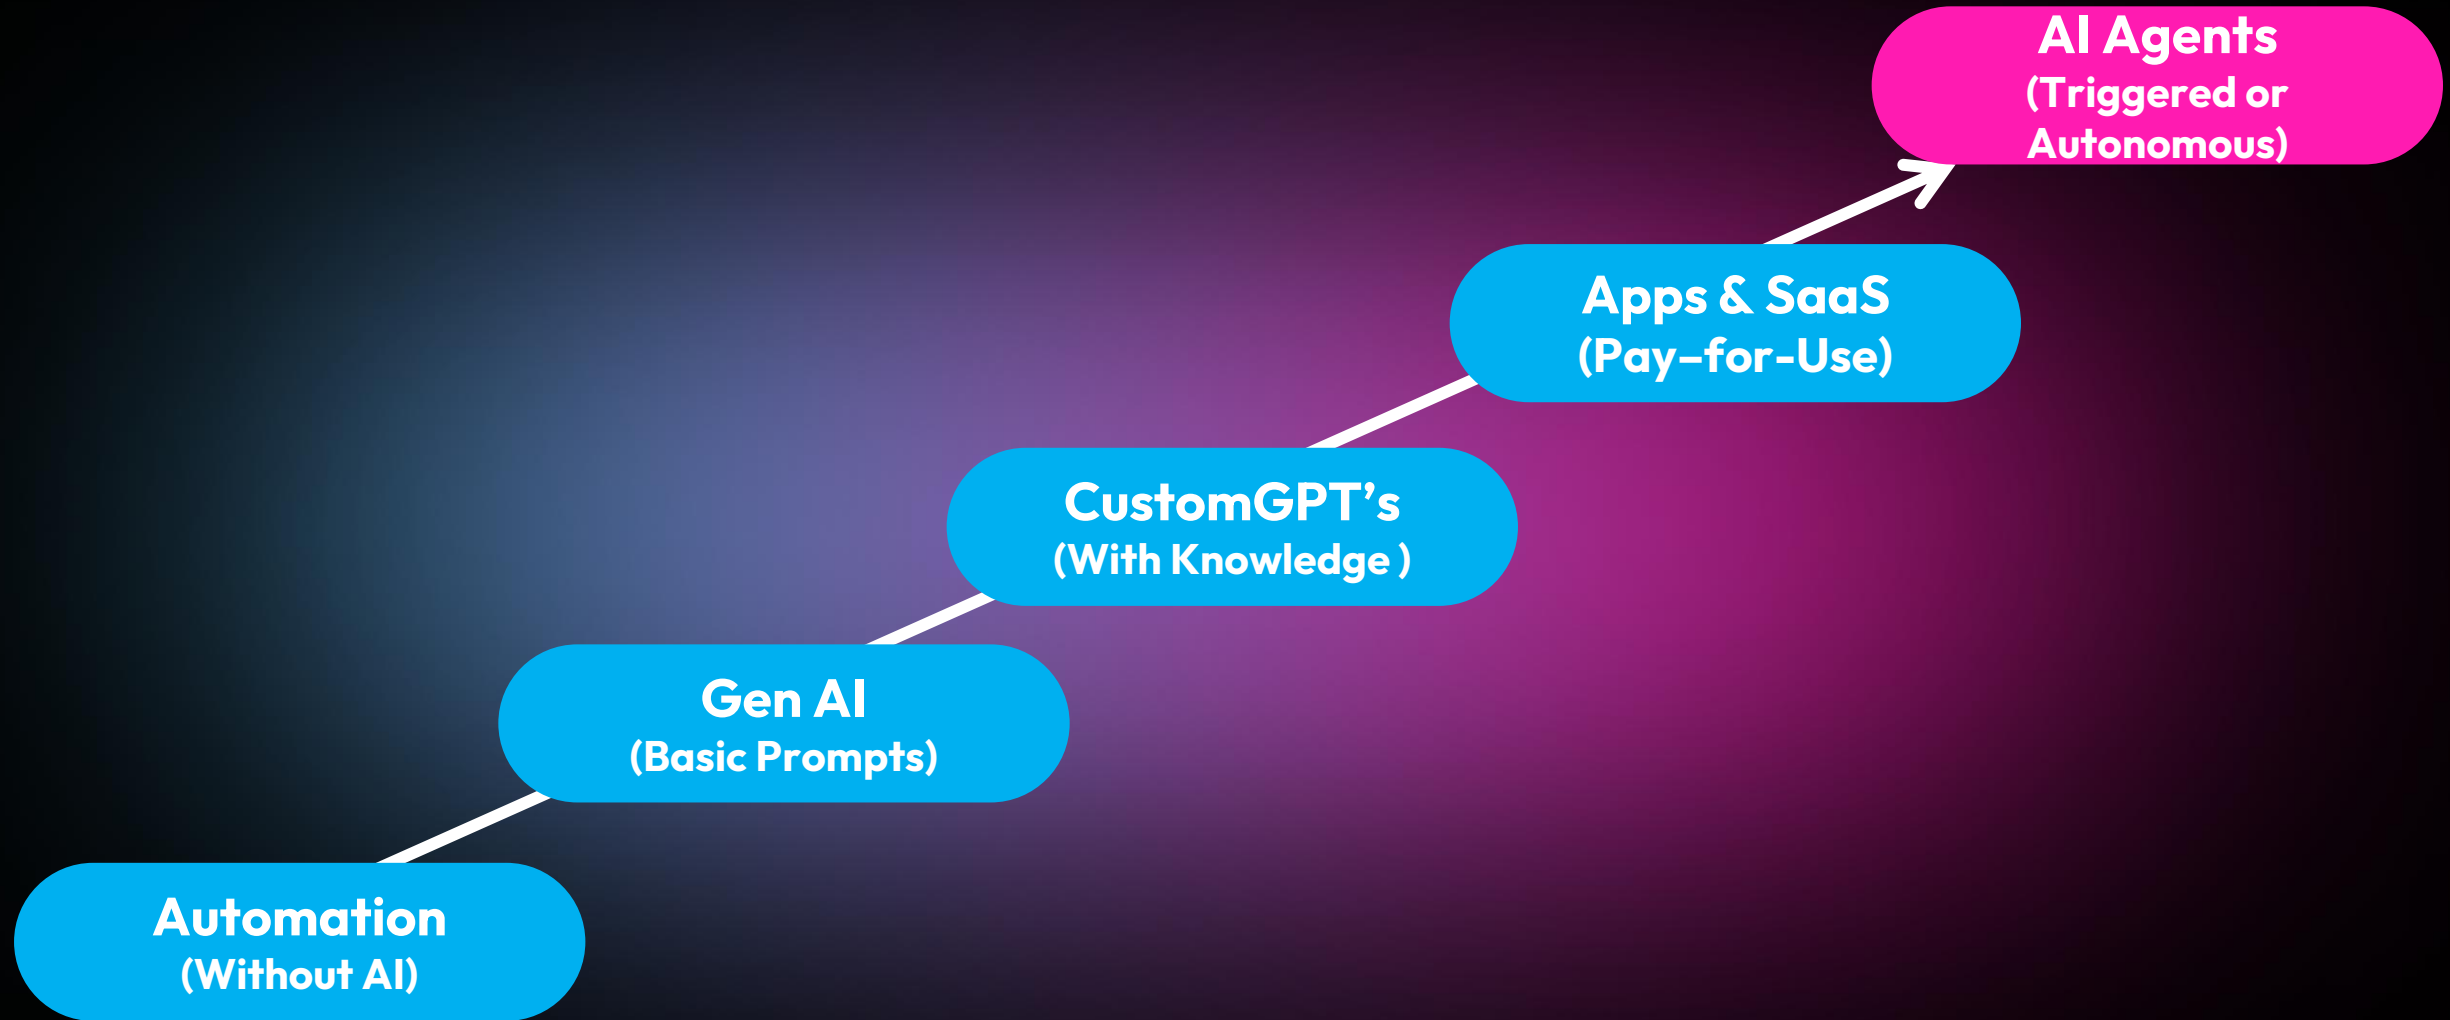 AI Agents
(Triggered or
Autonomous)
Apps & SaaS
(Pay–for-Use)
CustomGPT’s
(With Knowledge )
Gen AI
(Basic Prompts)
Automation
(Without AI)